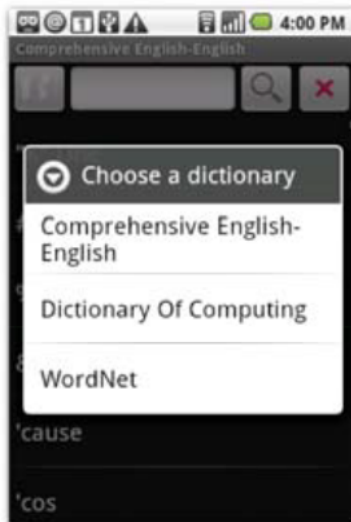 4:00 PM
Comprehensive English-English
Choose a dictionary
Comprehensive English-
English
Dictionary Of Computing
WordNet
'cause
'cos